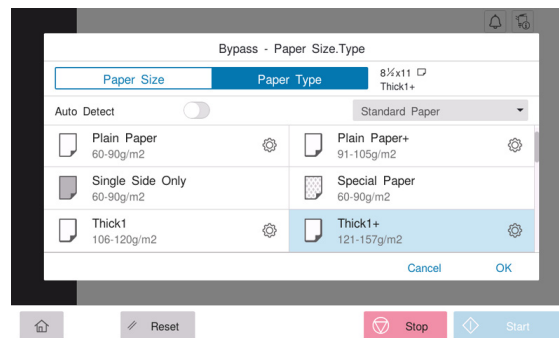 Bypass - Paper Size.Type
Paper Size
Paper Type
8½x11
Thick1+
Auto Detect
Standard Paper
Plain Paper
60-90g/m2
Plain Paper+
91-105g/m2
Single Side Only
60-90g/m2
Special Paper
60-90g/m2
Thick1
106-120g/m2
Thick1+
121-157g/m2
Cancel
OK
Reset
Stop
Start